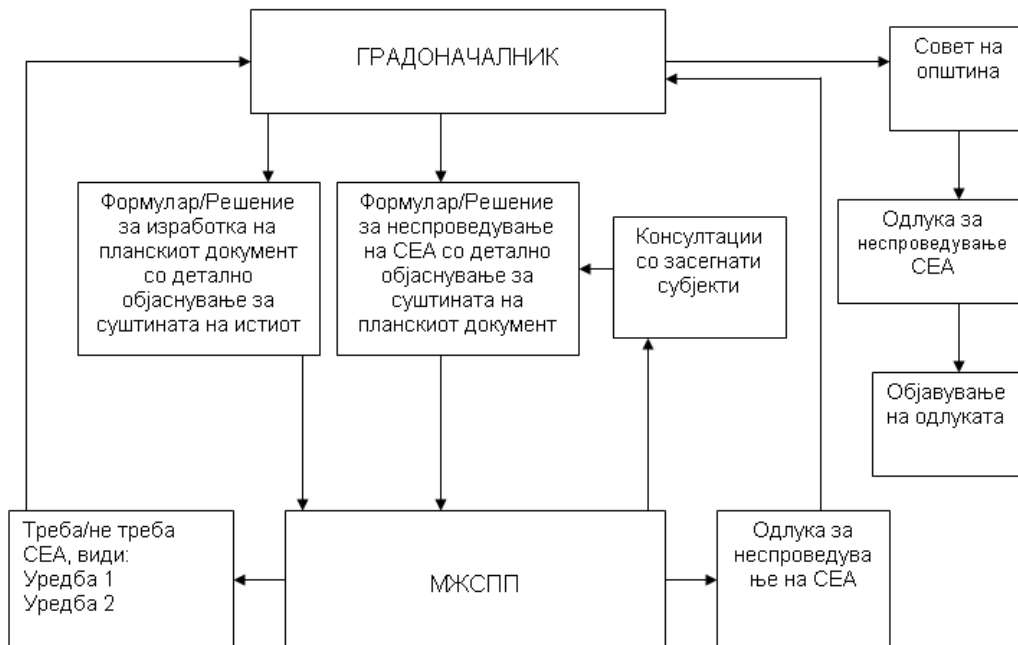 ГРАДОНАЧАЛНИК
Совет на
општина
Формулар/Решение
за изработка на
планскиот документ
со детално
објаснување за
суштината на истиот
Формулар/Решение
за неспроведување
на СЕА со детално
објаснување за
суштината на
планскиот документ
Консултации
со засегнати
субјекти
Одлука за
неспроведување
СЕА
Објавување
на одлуката
Треба/не треба
СЕА, види:
Уредба 1
Уредба 2
МЖСПП
Одлука за
неспроведува
ње на СЕА